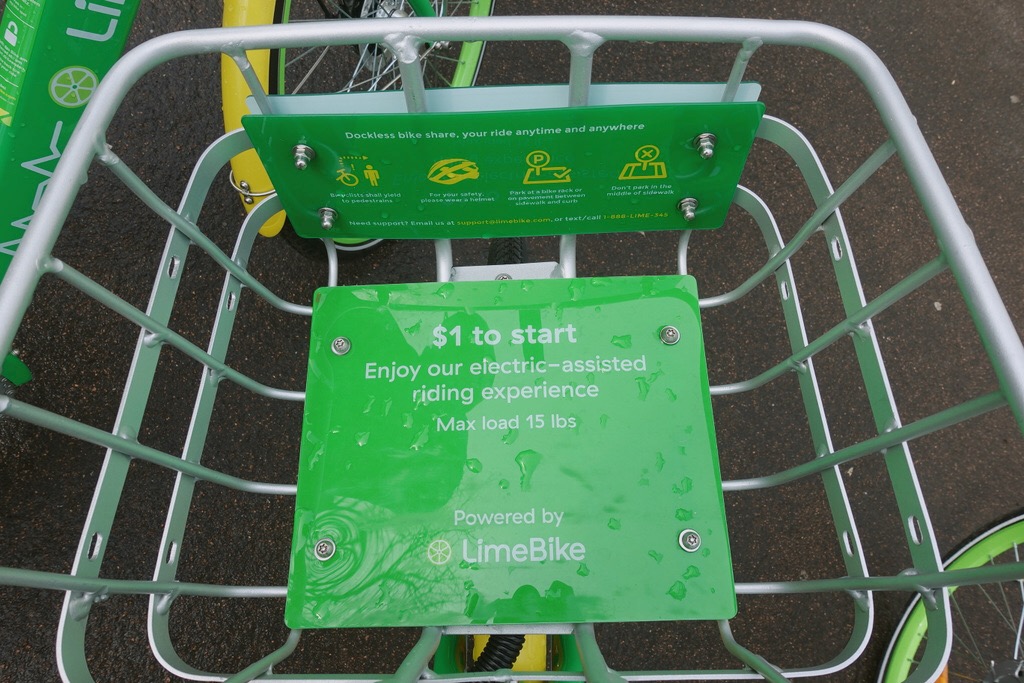 Li
Dockless bike share, your ride anytime and anywhere
P
Bicyclists shall yield
to pedestrians
For your safety,
please wear a helmet
Park at a bike rack or
on pavement between
sidewalk and curb
Don't park in the
middle of sidewalk
Need support? Email us at support@limebike.com, or text/call 1-888-LIME-345
$1 to start
Enjoy our electric-assisted
riding experience
Max load 15 lbs
Powered by
LimeBike